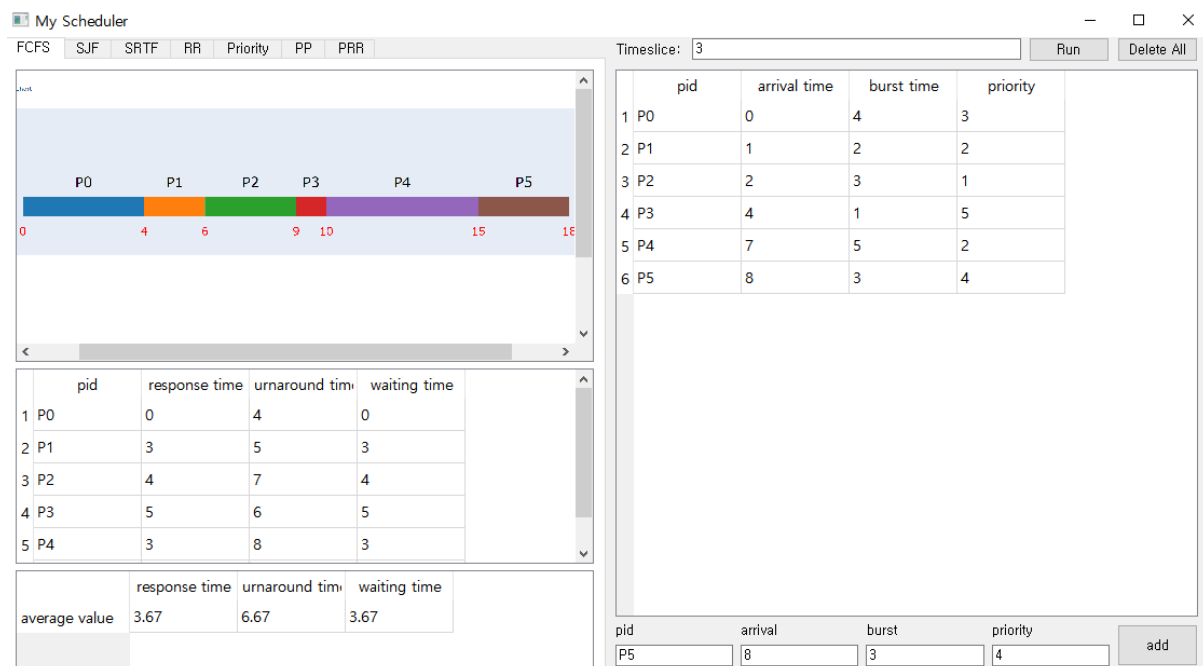 My Scheduler
FCFS SJF SRTF RR Priority PP PRR
P0 P1 P2 P3 P4 P5
0 4 6 9 10 15 18
pid response time urnaround tim waiting time
1 P0 0 4 0
2 P1 3 5 3
3 P2 4 7 4
4 P3 5 6 5
5 P4 3 8 3
response time urnaround tim waiting time
average value 3.67 6.67 3.67
Timeslice: 3 Run Delete All
pid arrival time burst time priority
1 P0 0 4 3
2 P1 1 2 2
3 P2 2 3 1
4 P3 4 1 5
5 P4 7 5 2
6 P5 8 3 4
pid arrival burst priority
P5 8 3 4 add